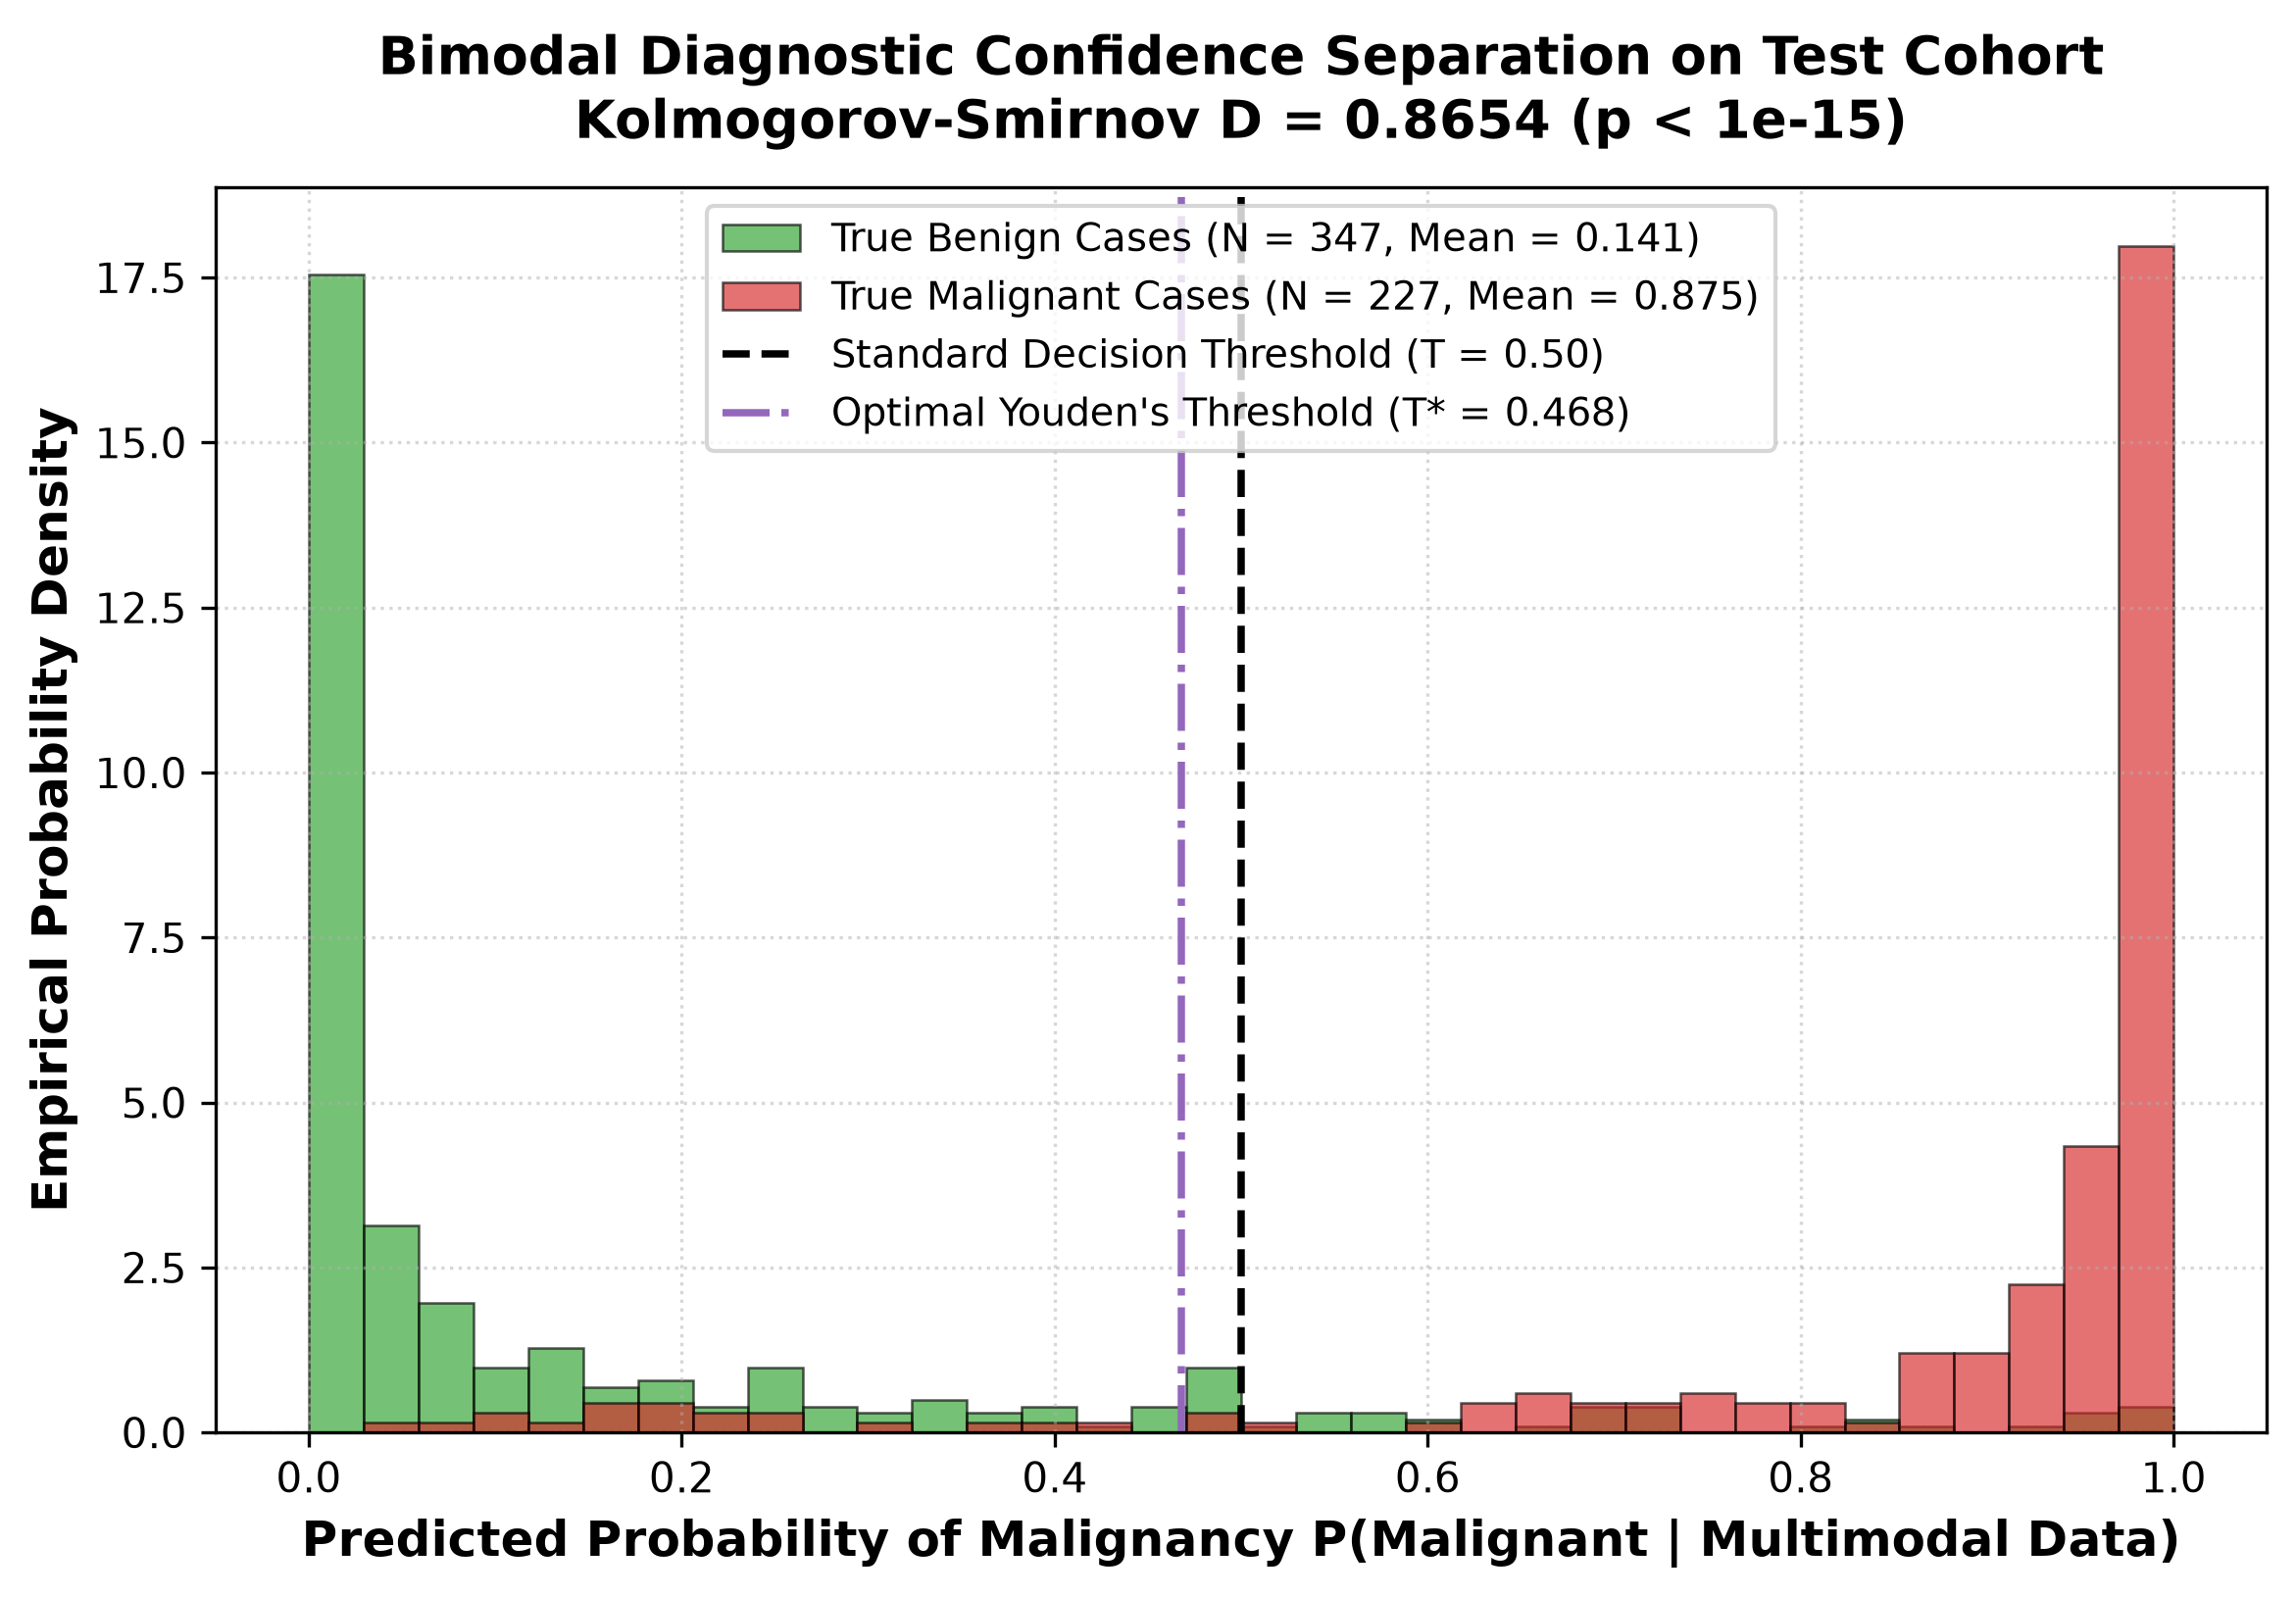 Bimodal Diagnostic Confidence Separation on Test Cohort
Kolmogorov-Smirnov D = 0.8654 (p < 1e-15)
True Benign Cases (N = 347, Mean = 0.141)
True Malignant Cases (N = 227, Mean = 0.875)
Standard Decision Threshold (T = 0.50)
Optimal Youden's Threshold (T* = 0.468)
Empirical Probability Density
17.5
15.0
12.5
10.0
7.5
5.0
2.5
0.0
0.0 0.2 0.4 0.6 0.8 1.0
Predicted Probability of Malignancy P(Malignant | Multimodal Data)